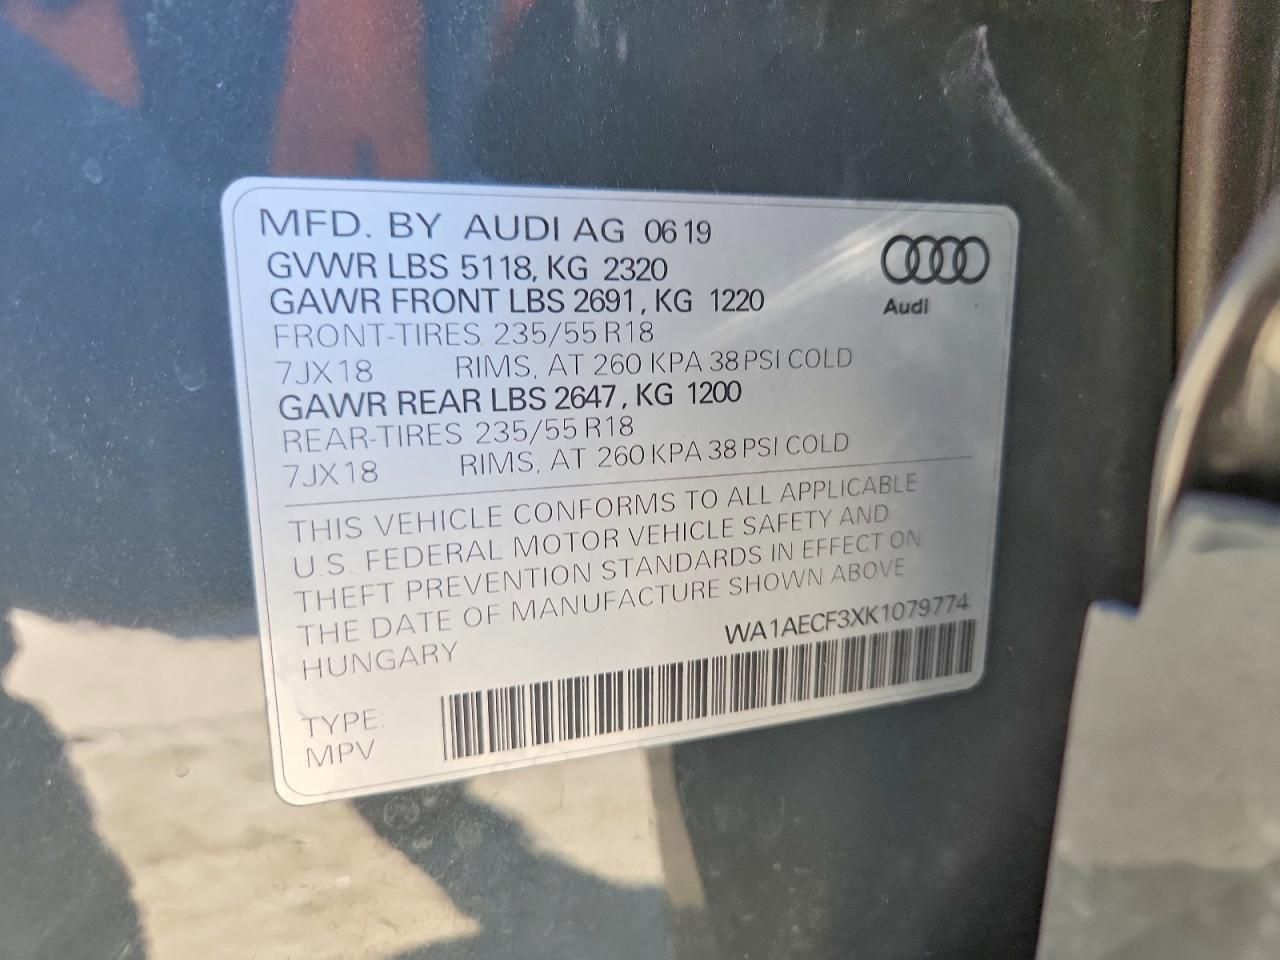 MFD. BY AUDI AG 0619
GVWR LBS 5118, KG 2320
GAWR FRONT LBS 2691, KG 1220
FRONT-TIRES 235/55 R18
7JX18 RIMS, AT 260 KPA 38 PSI COLD
GAWR REAR LBS 2647, KG 1200
REAR-TIRES 235/55 R18
7JX18 RIMS, AT 260 KPA 38 PSI COLD
Audi
THIS VEHICLE CONFORMS TO ALL APPLICABLE
U.S. FEDERAL MOTOR VEHICLE SAFETY AND
THEFT PREVENTION STANDARDS IN EFFECT ON
THE DATE OF MANUFACTURE SHOWN ABOVE
HUNGARY
WA1AECF3XK1079774
TYPE:
MPV